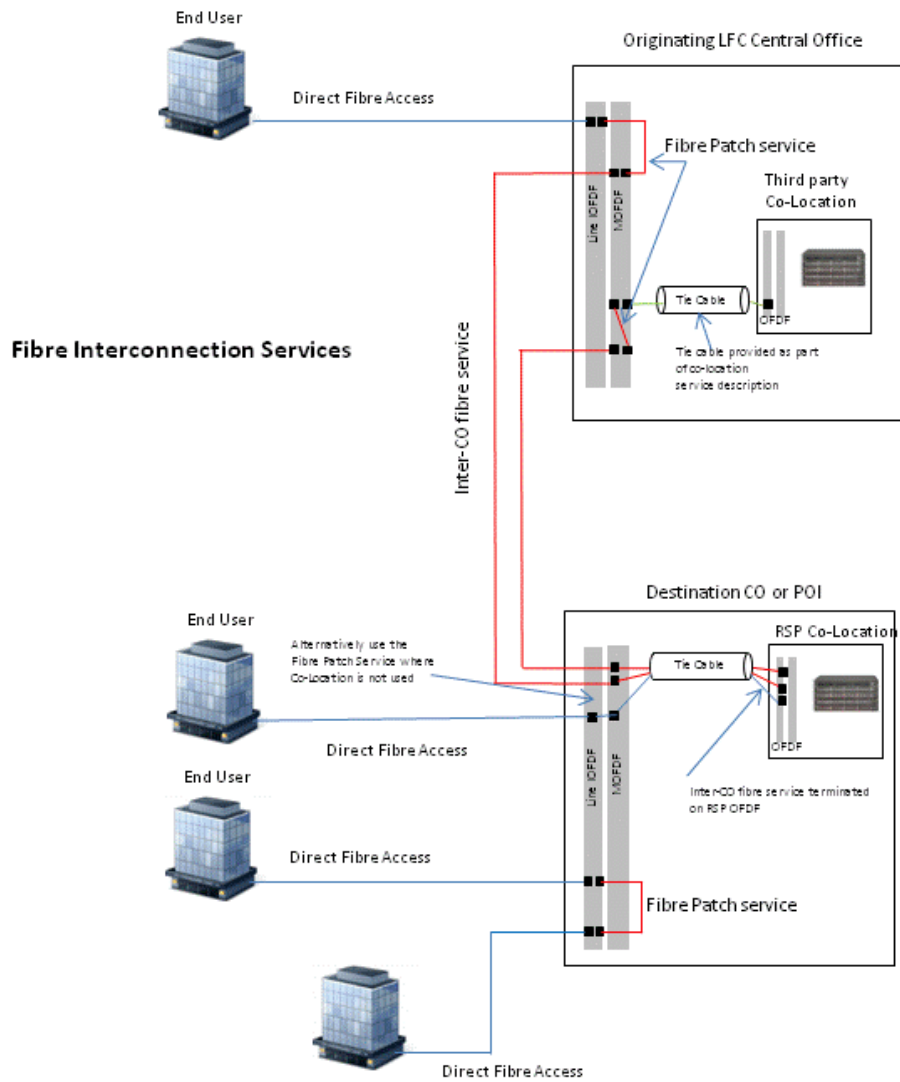 End User
Originating LFC Central Office
Direct Fibre Access
Fibre Patch service
Third party
Co-Location
Line IOFDF
MOFDF
Tie Cable
OFDF
Fibre Interconnection Services
Tie cable provided as part
of co-location
service description
Inter-CO fibre service
Destination CO or POI
End User
RSP Co-Location
Alternatively use the
Fibre Patch Service where
Co-Location is not used
Tie Cable
Direct Fibre Access
OFDF
End User
Line IOFDF
MOFDF
Inter-CO fibre service terminated
on RSP OFDF
Direct Fibre Access
Fibre Patch service
Direct Fibre Access